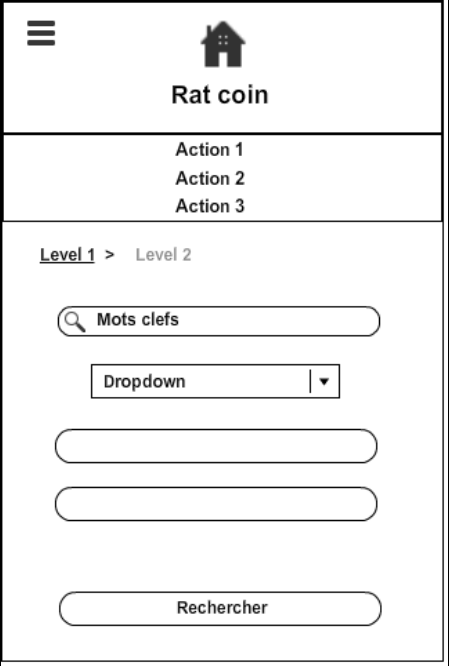 Rat coin
Action 1
Action 2
Action 3
Level 1 > Level 2
Mots clefs
Dropdown
Rechercher